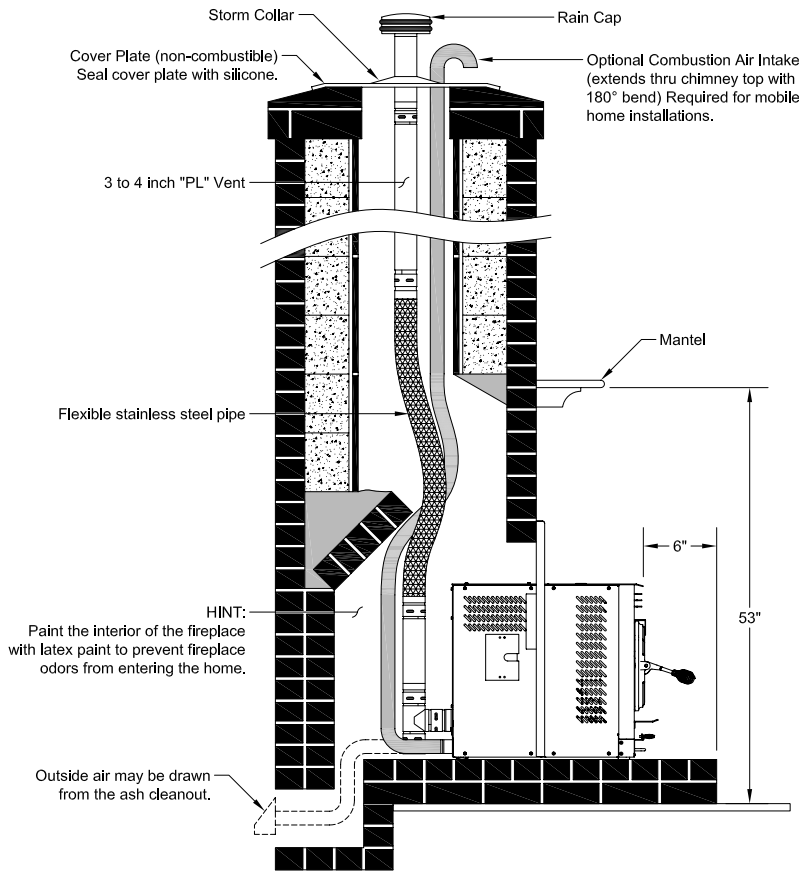 Storm Collar
Rain Cap
Cover Plate (non-combustible)
Seal cover plate with silicone.
Optional Combustion Air Intake
(extends thru chimney top with
180° bend) Required for mobile
home installations.
3 to 4 inch "PL" Vent
Mantel
Flexible stainless steel pipe
6"
53"
HINT:
Paint the interior of the fireplace
with latex paint to prevent fireplace
odors from entering the home.
Outside air may be drawn
from the ash cleanout.